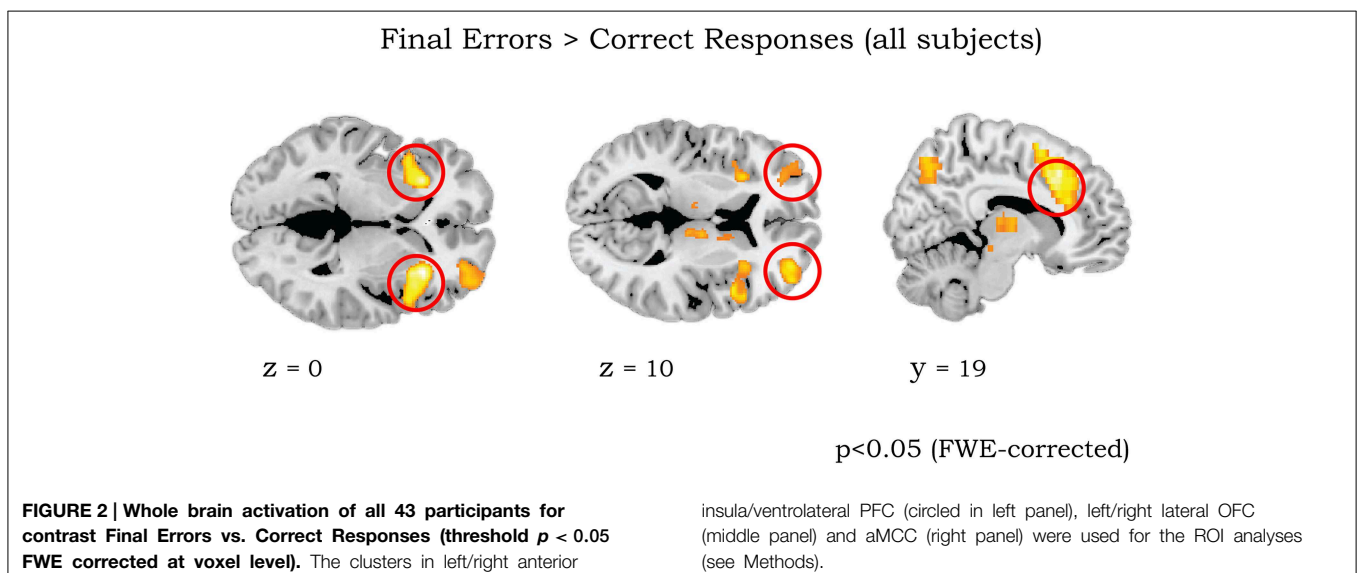 Final Errors > Correct Responses (all subjects)
z = 0
z = 10
y = 19
p<0.05 (FWE-corrected)
FIGURE 2 | Whole brain activation of all 43 participants for
contrast Final Errors vs. Correct Responses (threshold p < 0.05
FWE corrected at voxel level). The clusters in left/right anterior
insula/ventrolateral PFC (circled in left panel), left/right lateral OFC
(middle panel) and aMCC (right panel) were used for the ROI analyses
(see Methods).